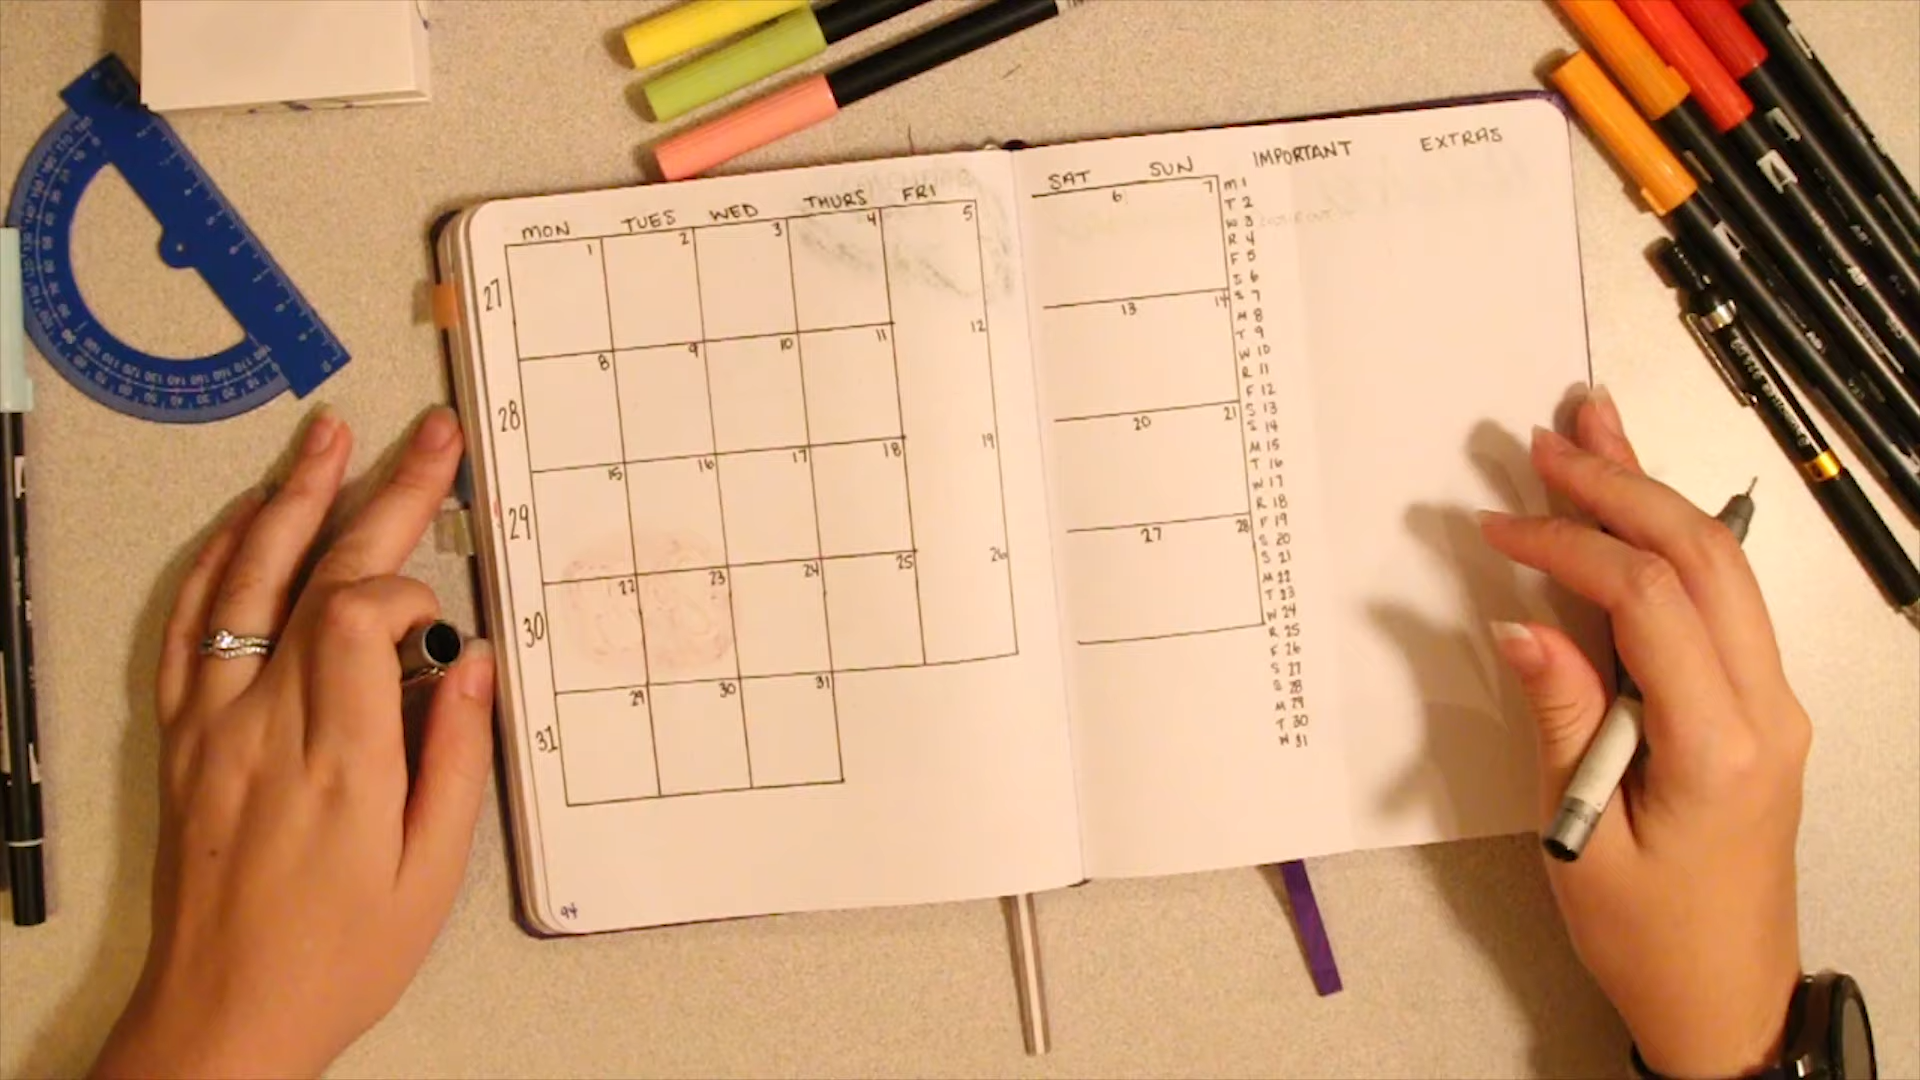 MON TUES WED THURS FRI
27 1 2 3 4 5
28 8 9 10 11 12
29 15 16 17 18 19
30 22 23 24 25 26
31 29 30 31
94
SAT SUN IMPORTANT EXTRAS
6 7
13 14
20 21
27 28
M 1
T 2
W 3
R 4
F 5
S 6
S 7
M 8
T 9
W 10
R 11
F 12
S 13
S 14
M 15
T 16
W 17
R 18
F 19
S 20
S 21
M 22
T 23
W 24
R 25
F 26
S 27
S 28
M 29
T 30
W 31